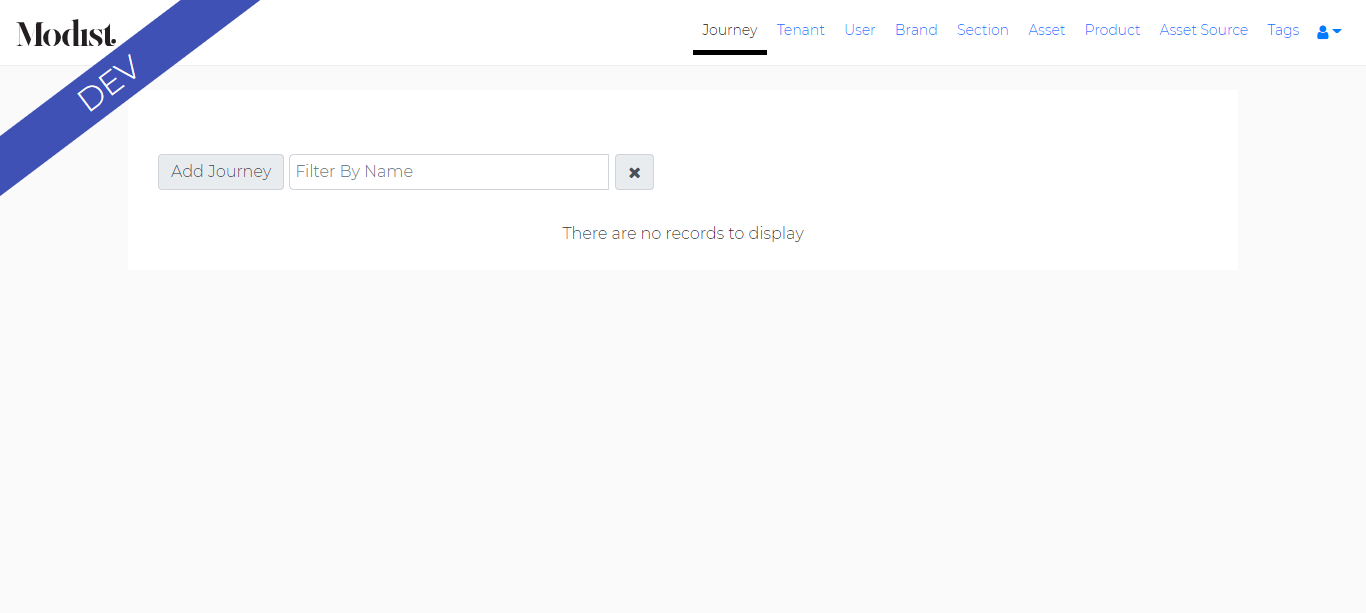 Modist.
DEV
Journey Tenant User Brand Section Asset Product Asset Source Tags
Add Journey Filter By Name
There are no records to display